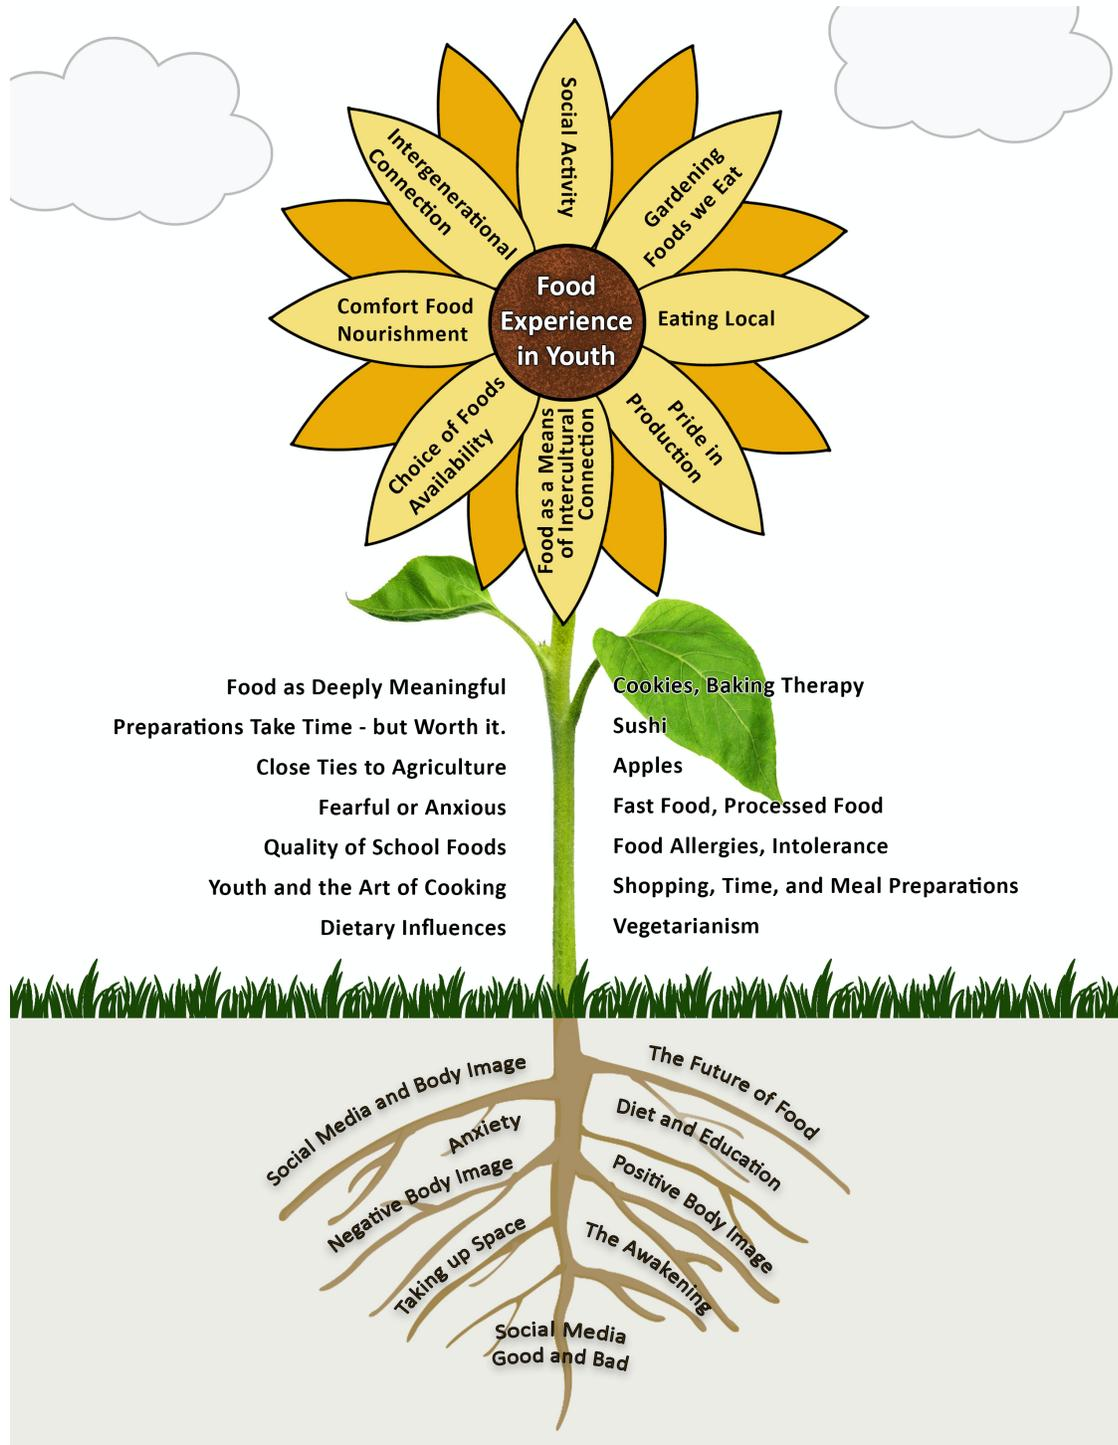 Social Activity
Gardening
Foods we Eat
Intergenerational
Connection
Food
Experience
in Youth
Comfort Food
Nourishment
Eating Local
Choice of Foods
Availability
Food as a Means
of Intercultural
Connection
Pride in
Production
Food as Deeply Meaningful
Preparations Take Time - but Worth it.
Close Ties to Agriculture
Fearful or Anxious
Quality of School Foods
Youth and the Art of Cooking
Dietary Influences
Cookies, Baking Therapy
Sushi
Apples
Fast Food, Processed Food
Food Allergies, Intolerance
Shopping, Time, and Meal Preparations
Vegetarianism
Social Media and Body Image
Anxiety
Negative Body Image
Taking up Space
The Future of Food
Diet and Education
Positive Body Image
The Awakening
Social Media
Good and Bad